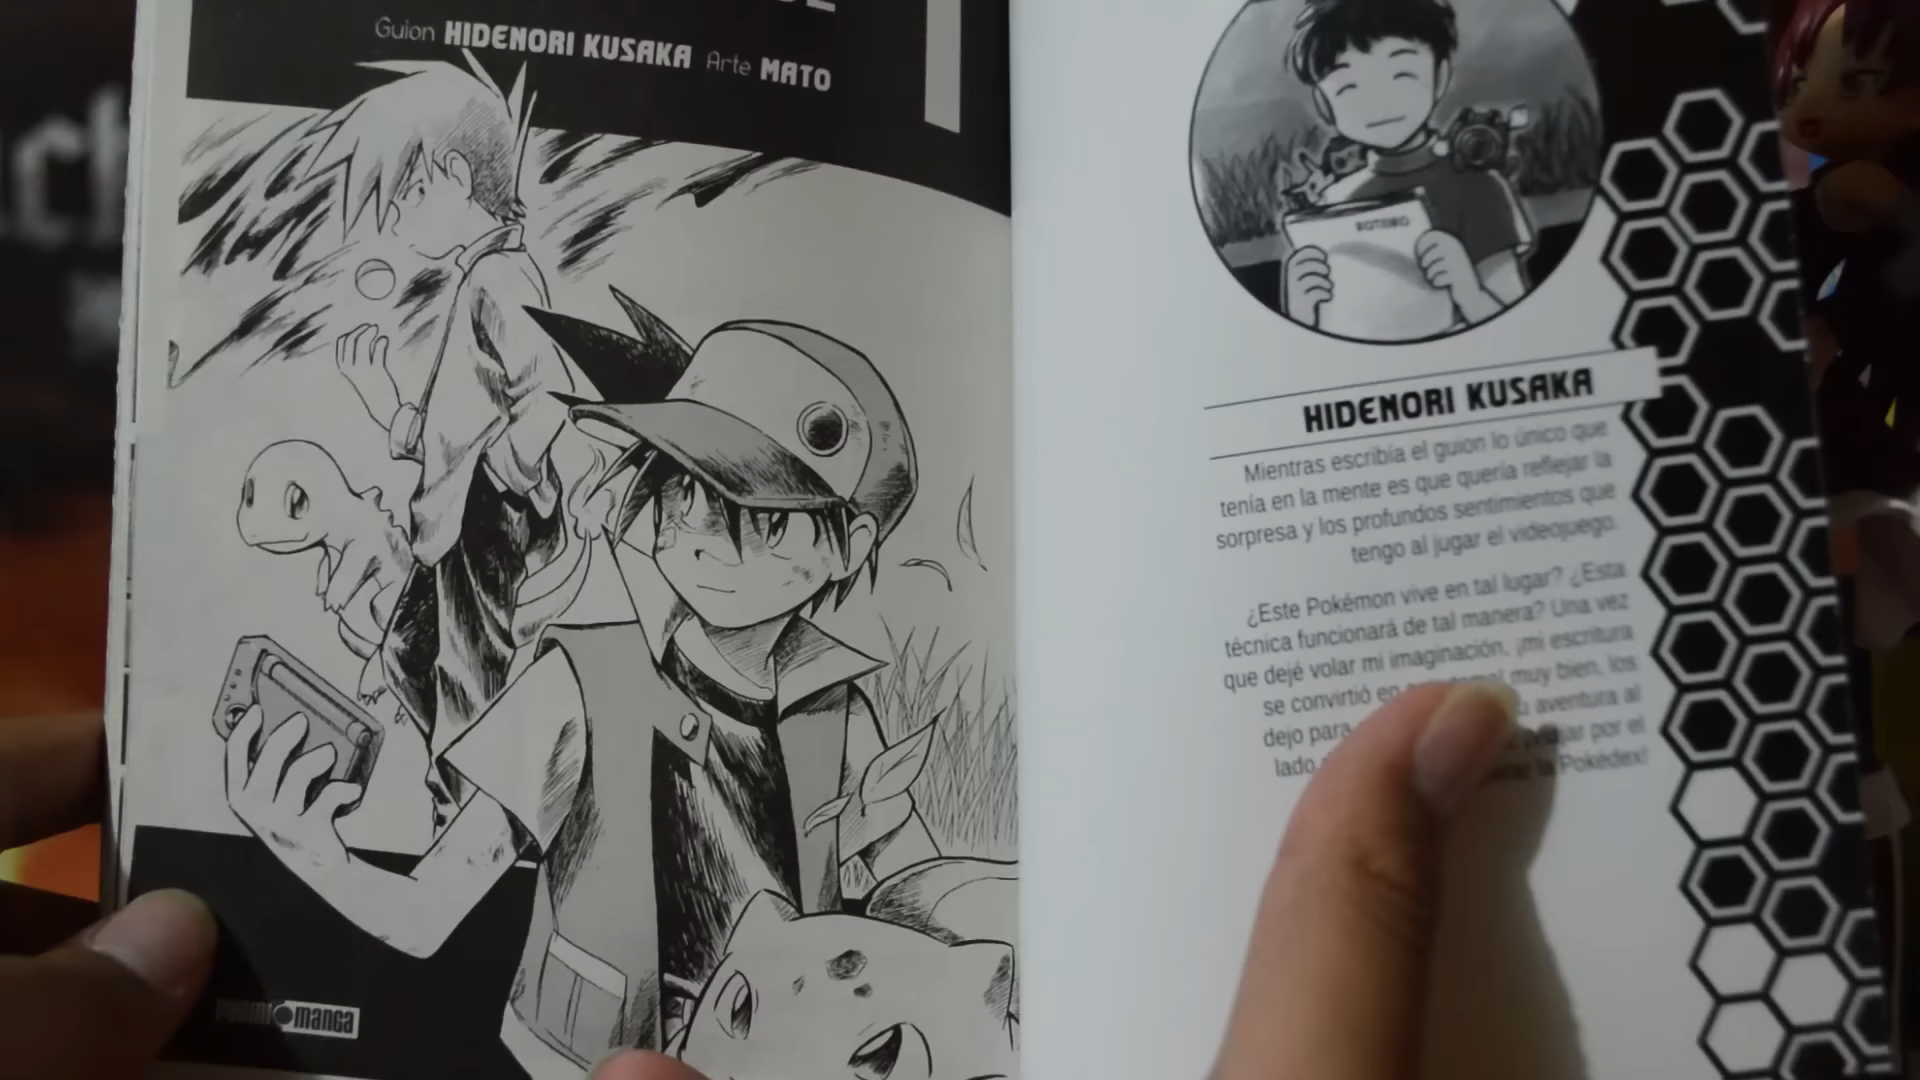 Guion HIDENORI KUSAKA Arte MATO
PANINI manga
ROTEIRO
HIDENORI KUSAKA
Mientras escribía el guion lo único que
tenía en la mente es que quería reflejar la
sorpresa y los profundos sentimientos que
tengo al jugar el videojuego.
¿Este Pokémon vive en tal lugar? ¿Esta
técnica funcionará de tal manera? Una vez
que dejé volar mi imaginación, ¡mi escritura
se convirtió en muy bien, los
dejo para aventura al
lado por el
la Pokédex!